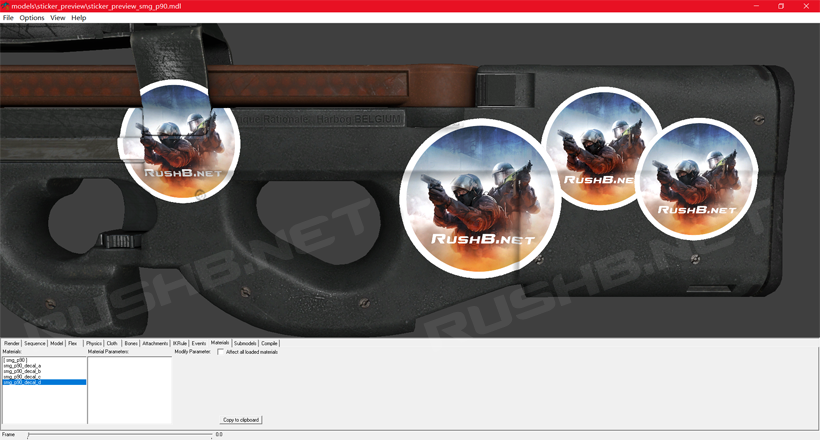 models\sticker_preview\sticker_preview_smg_p90.mdl
File Options View Help
BELGIUM
RushB.net
RushB.net
RushB.net
RushB.net
RUSHB.NET
RUSHB.NET
Render Sequence Model Flex Physics Cloth Bones Attachments IKRule Events Materials Submodels Compile
Materials: Material Parameters: Modify Parameter Affect all loaded materials
[ smg_p90 ]
smg_p90_decal_a
smg_p90_decal_b
smg_p90_decal_c
smg_p90_decal_d
Copy to clipboard
Frame 0.0